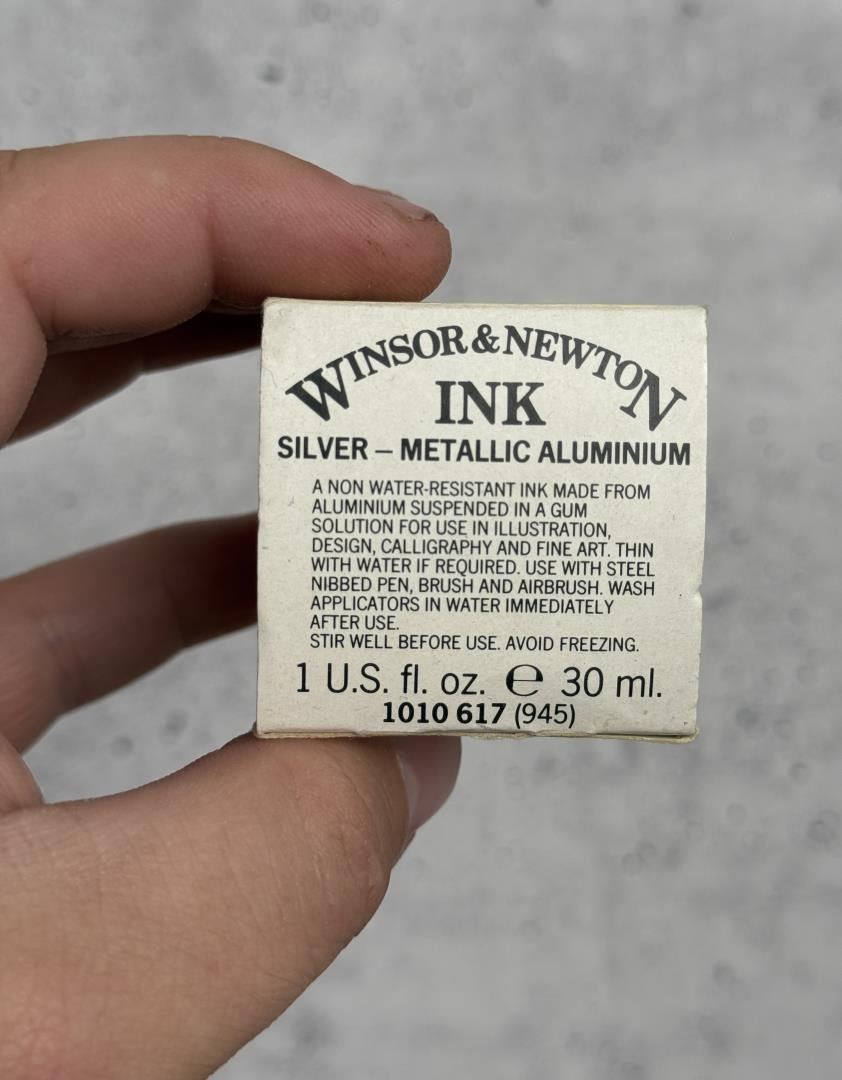 WINSOR & NEWTON
INK
SILVER – METALLIC ALUMINIUM
A NON WATER-RESISTANT INK MADE FROM
ALUMINIUM SUSPENDED IN A GUM
SOLUTION FOR USE IN ILLUSTRATION,
DESIGN, CALLIGRAPHY AND FINE ART. THIN
WITH WATER IF REQUIRED. USE WITH STEEL
NIBBED PEN, BRUSH AND AIRBRUSH. WASH
APPLICATORS IN WATER IMMEDIATELY
AFTER USE.
STIR WELL BEFORE USE. AVOID FREEZING.
1 U.S. fl. oz. ℮ 30 ml.
1010 617 (945)